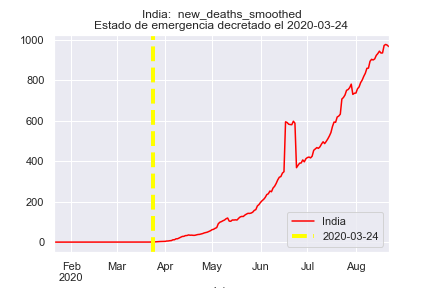 India:  new_deaths_smoothed
Estado de emergencia decretado el 2020-03-24
1000
800
600
400
200
0
Feb
2020
Mar
Apr
May
Jun
Jul
Aug
India
2020-03-24